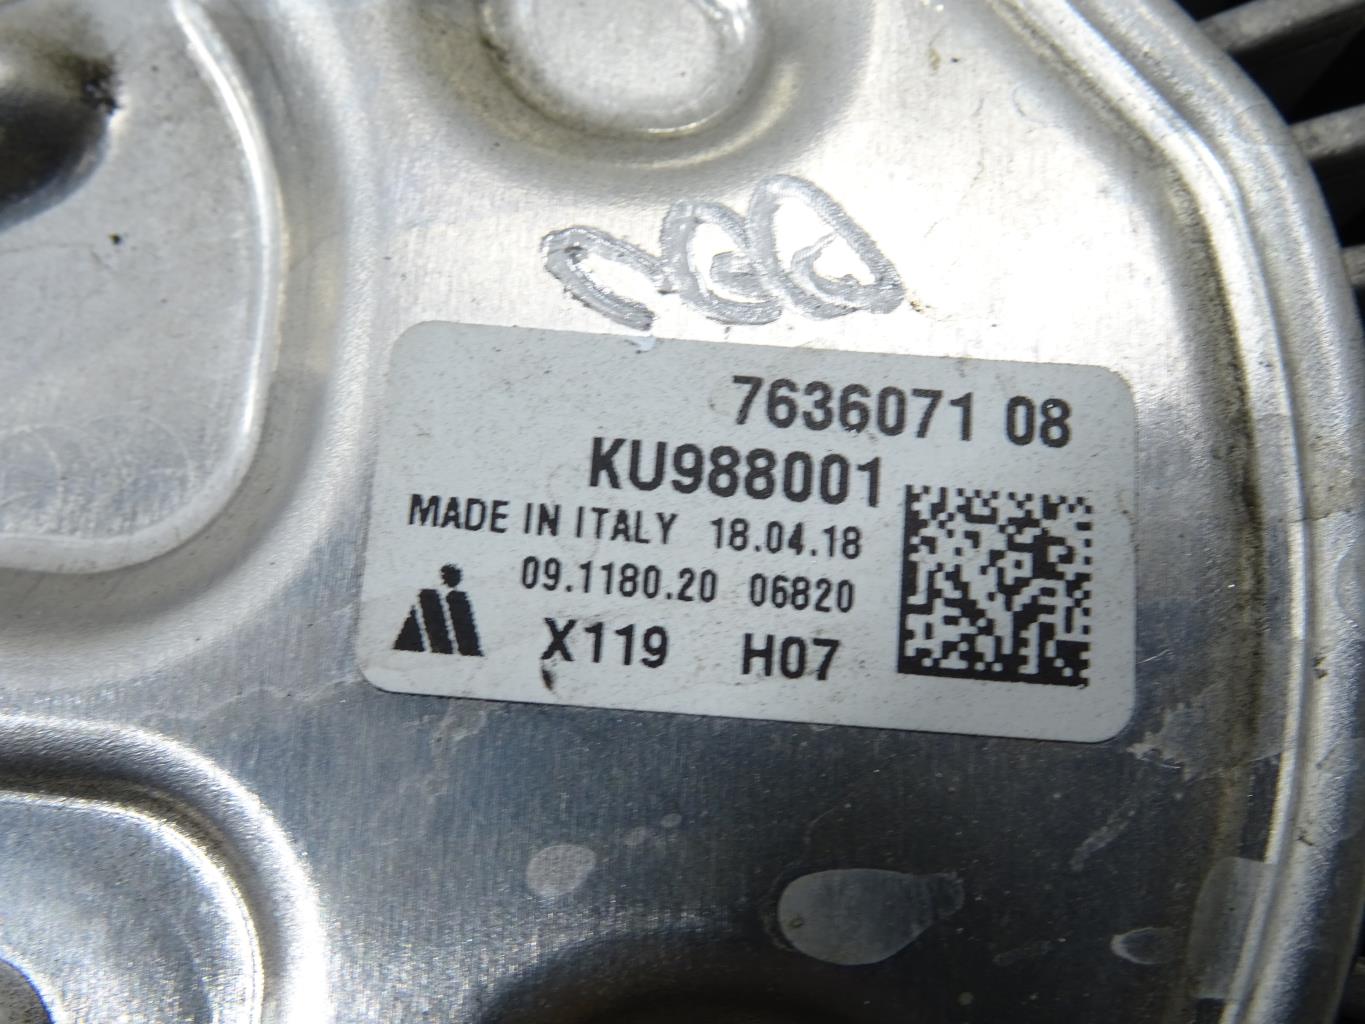 7636071 08
KU988001
MADE IN ITALY 18.04.18
09.1180.20 06820
X119 H07